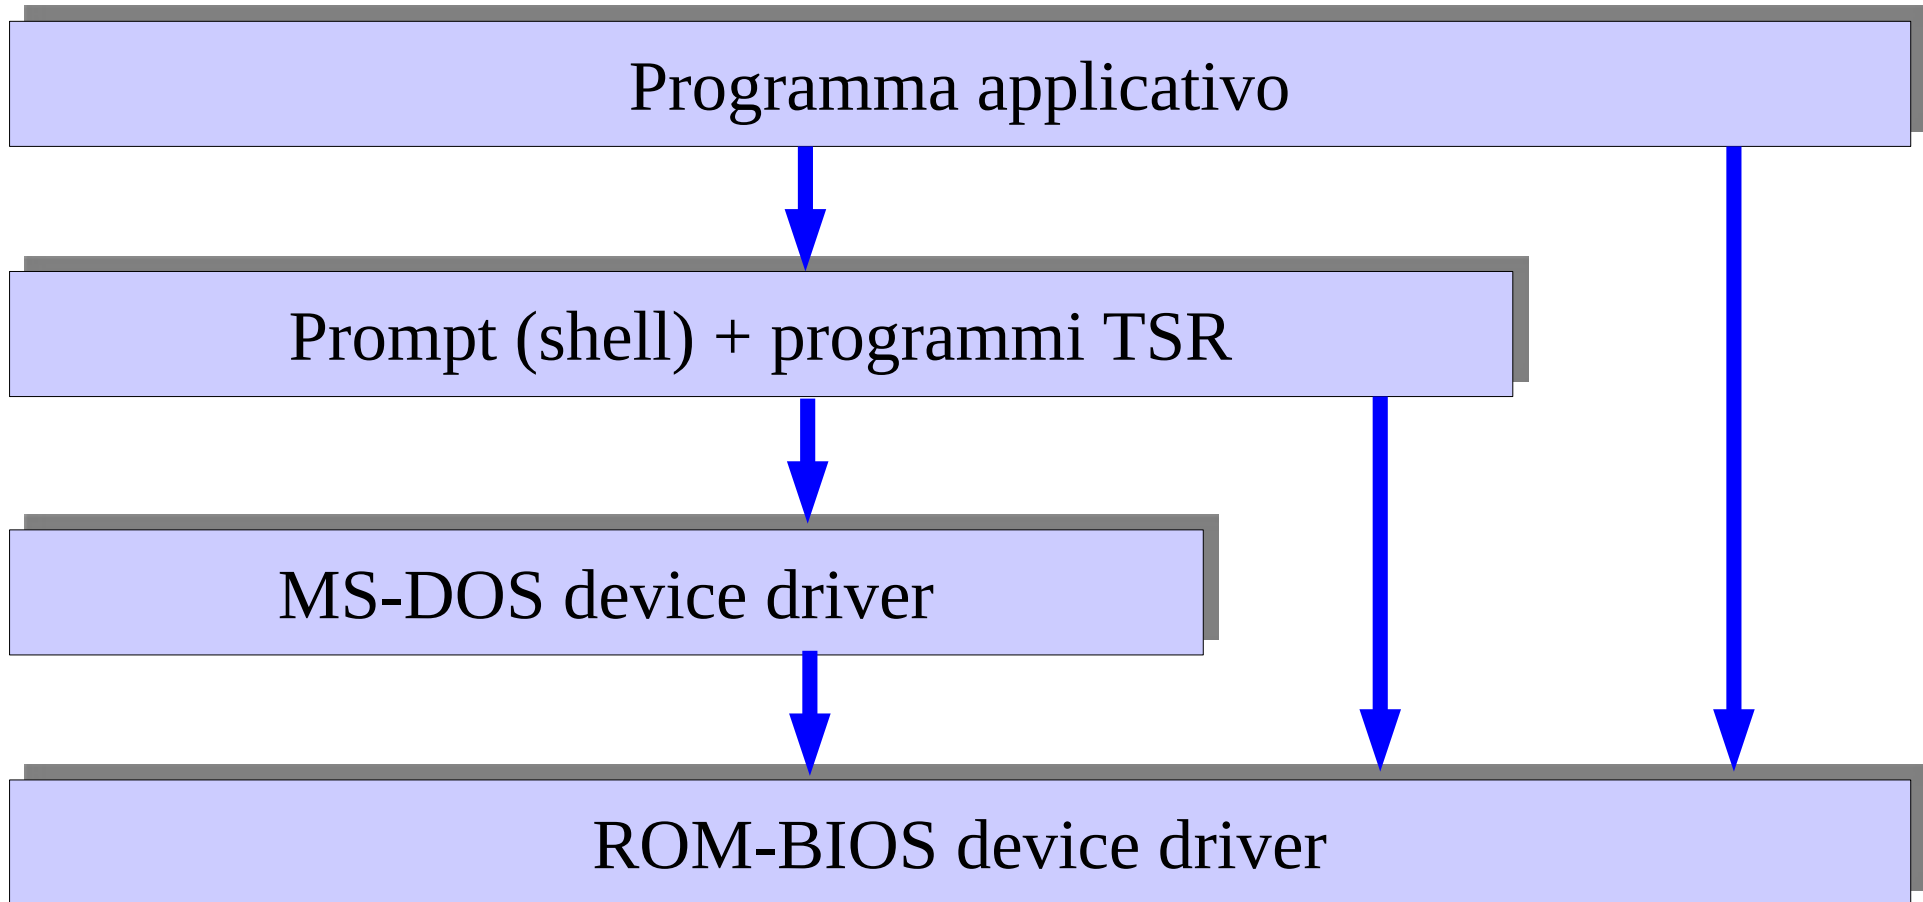 Programma applicativo
Prompt (shell) + programmi TSR
MS-DOS device driver
ROM-BIOS device driver